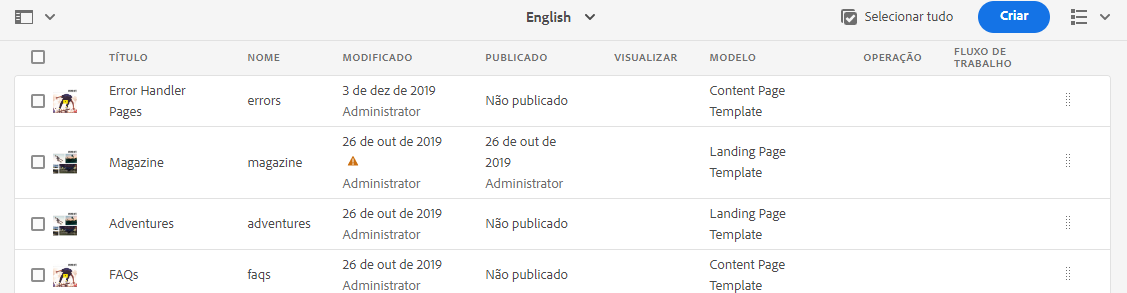 English
Selecionar tudo
Criar
TÍTULO NOME MODIFICADO PUBLICADO VISUALIZAR MODELO OPERAÇÃO FLUXO DE
TRABALHO
Error Handler
Pages
errors
3 de dez de 2019
Administrator
Não publicado
Content Page
Template
Magazine
magazine
26 de out de 2019
Administrator
26 de out de
2019
Administrator
Landing Page
Template
Adventures
adventures
26 de out de 2019
Administrator
Não publicado
Landing Page
Template
FAQs
faqs
26 de out de 2019
Administrator
Não publicado
Content Page
Template